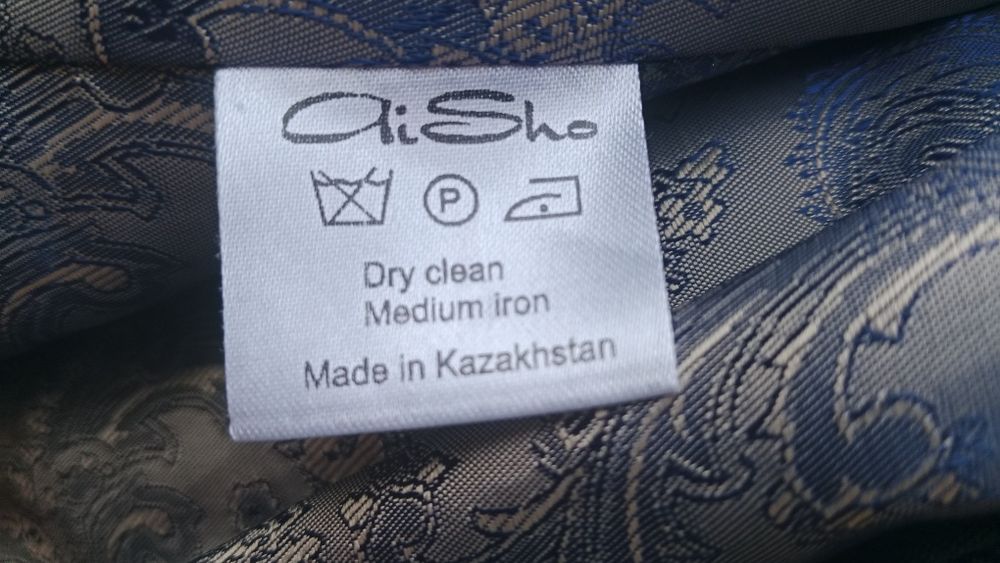 aiSho
P
Dry clean
Medium iron
Made in Kazakhstan